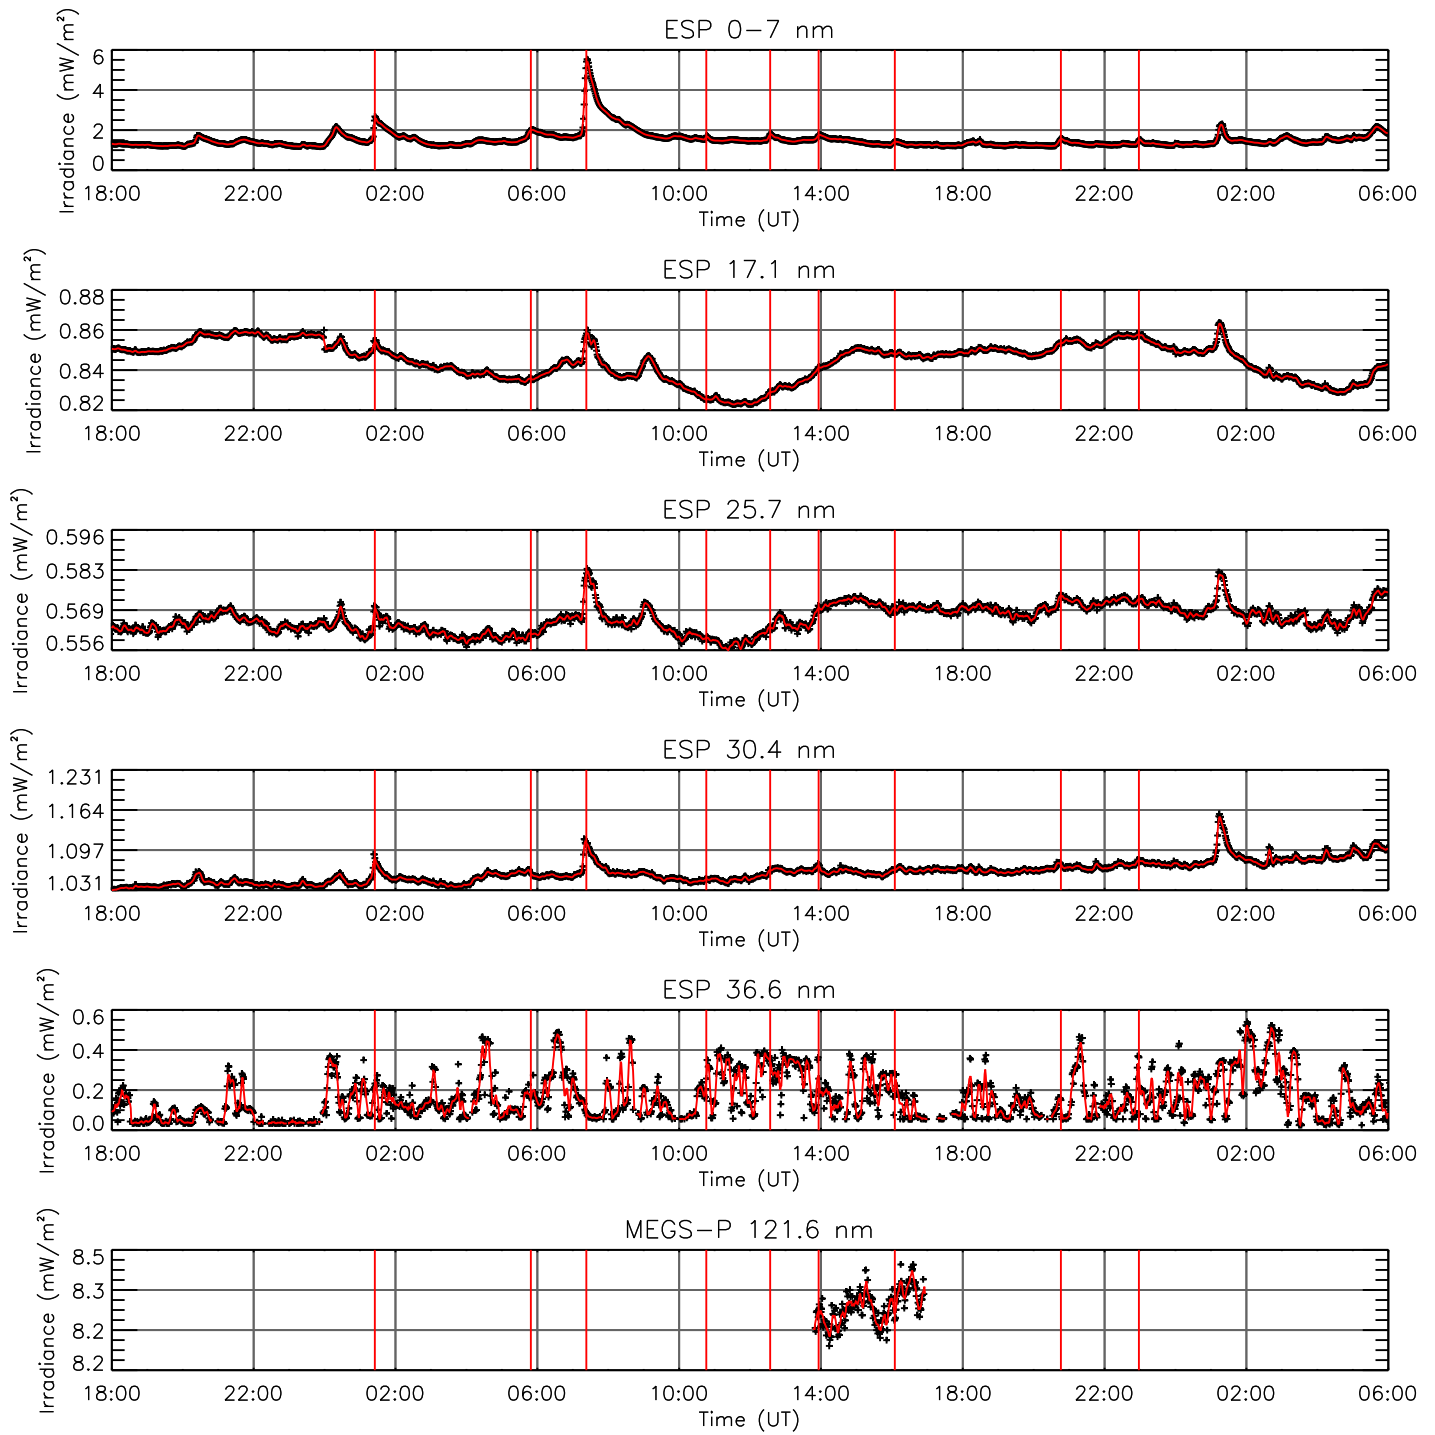 ESP 0−7 nm
Irradiance (mW/m²)
6
4
2
0
18:00 22:00 02:00 06:00 10:00 14:00 18:00 22:00 02:00 06:00
Time (UT)
ESP 17.1 nm
Irradiance (mW/m²)
0.88
0.86
0.84
0.82
18:00 22:00 02:00 06:00 10:00 14:00 18:00 22:00 02:00 06:00
Time (UT)
ESP 25.7 nm
Irradiance (mW/m²)
0.596
0.583
0.569
0.556
18:00 22:00 02:00 06:00 10:00 14:00 18:00 22:00 02:00 06:00
Time (UT)
ESP 30.4 nm
Irradiance (mW/m²)
1.231
1.164
1.097
1.031
18:00 22:00 02:00 06:00 10:00 14:00 18:00 22:00 02:00 06:00
Time (UT)
ESP 36.6 nm
Irradiance (mW/m²)
0.6
0.4
0.2
0.0
18:00 22:00 02:00 06:00 10:00 14:00 18:00 22:00 02:00 06:00
Time (UT)
MEGS−P 121.6 nm
Irradiance (mW/m²)
8.5
8.3
8.2
8.2
18:00 22:00 02:00 06:00 10:00 14:00 18:00 22:00 02:00 06:00
Time (UT)